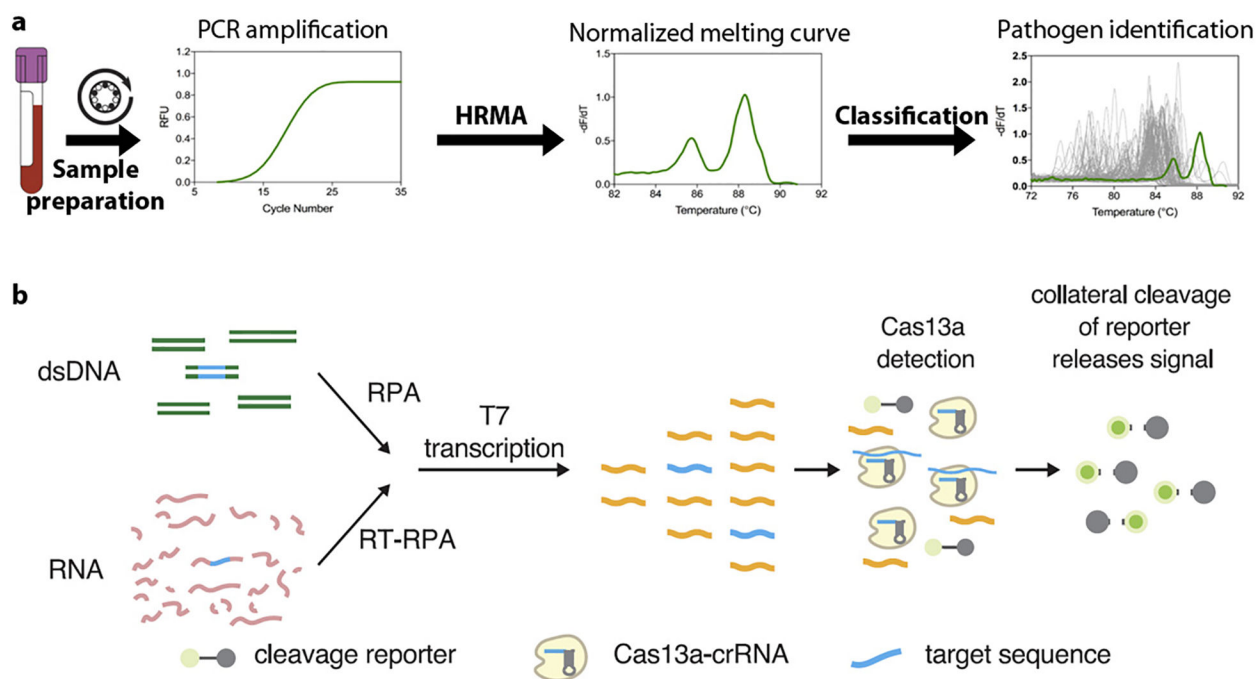 a
PCR amplification
Normalized melting curve
Pathogen identification
Sample
preparation
RFU
1.2
1.0
0.8
0.6
0.4
0.2
0.0
5
15
25
35
Cycle Number
HRMA
-dF/dT
1.5
1.0
0.5
0.0
82
84
86
88
90
92
Temperature (°C)
Classification
-dF/dT
2.5
2.0
1.5
1.0
0.5
0.0
72
76
80
84
88
92
Temperature (°C)
b
dsDNA
RNA
RPA
RT-RPA
T7
transcription
Cas13a
detection
collateral cleavage
of reporter
releases signal
cleavage reporter
Cas13a-crRNA
target sequence